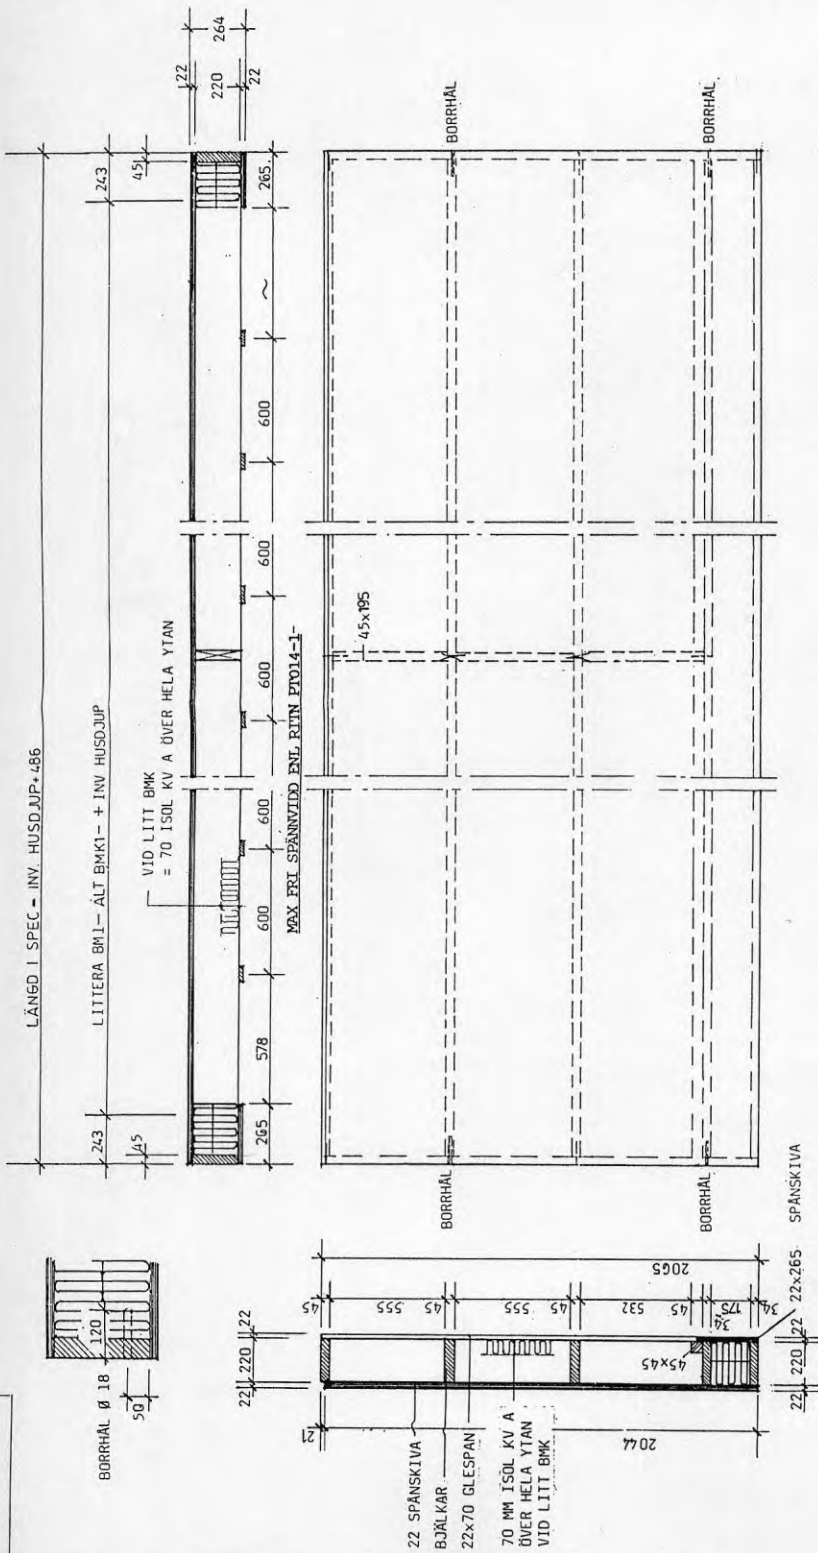 LÄNGD I SPEC - INV. HUSDJUP+486
LITTERA BM1- ALT BMK1- + INV HUSDJUP
243
45
243
45
VID LITT BMK
= 70 ISOL KV A ÖVER HELA YTAN
22
220
22
264
265
578
600
600
600
600
600
~
265
MAX FRI SPÄNNVIDD ENL RITN PT014-1-
BORRHÅL Ø 18
120
50
BORRHÅL
BORRHÅL
45x195
BORRHÅL
BORRHÅL
22
220
22
45
555
45
555
45
532
45
34
175
34
2065
21
2044
45x45
22
220
22
22x265 SPÅNSKIVA
22 SPÅNSKIVA
BJÄLKAR
22x70 GLESPAN
70 MM ISOL KV A
ÖVER HELA YTAN
VID LITT BMK